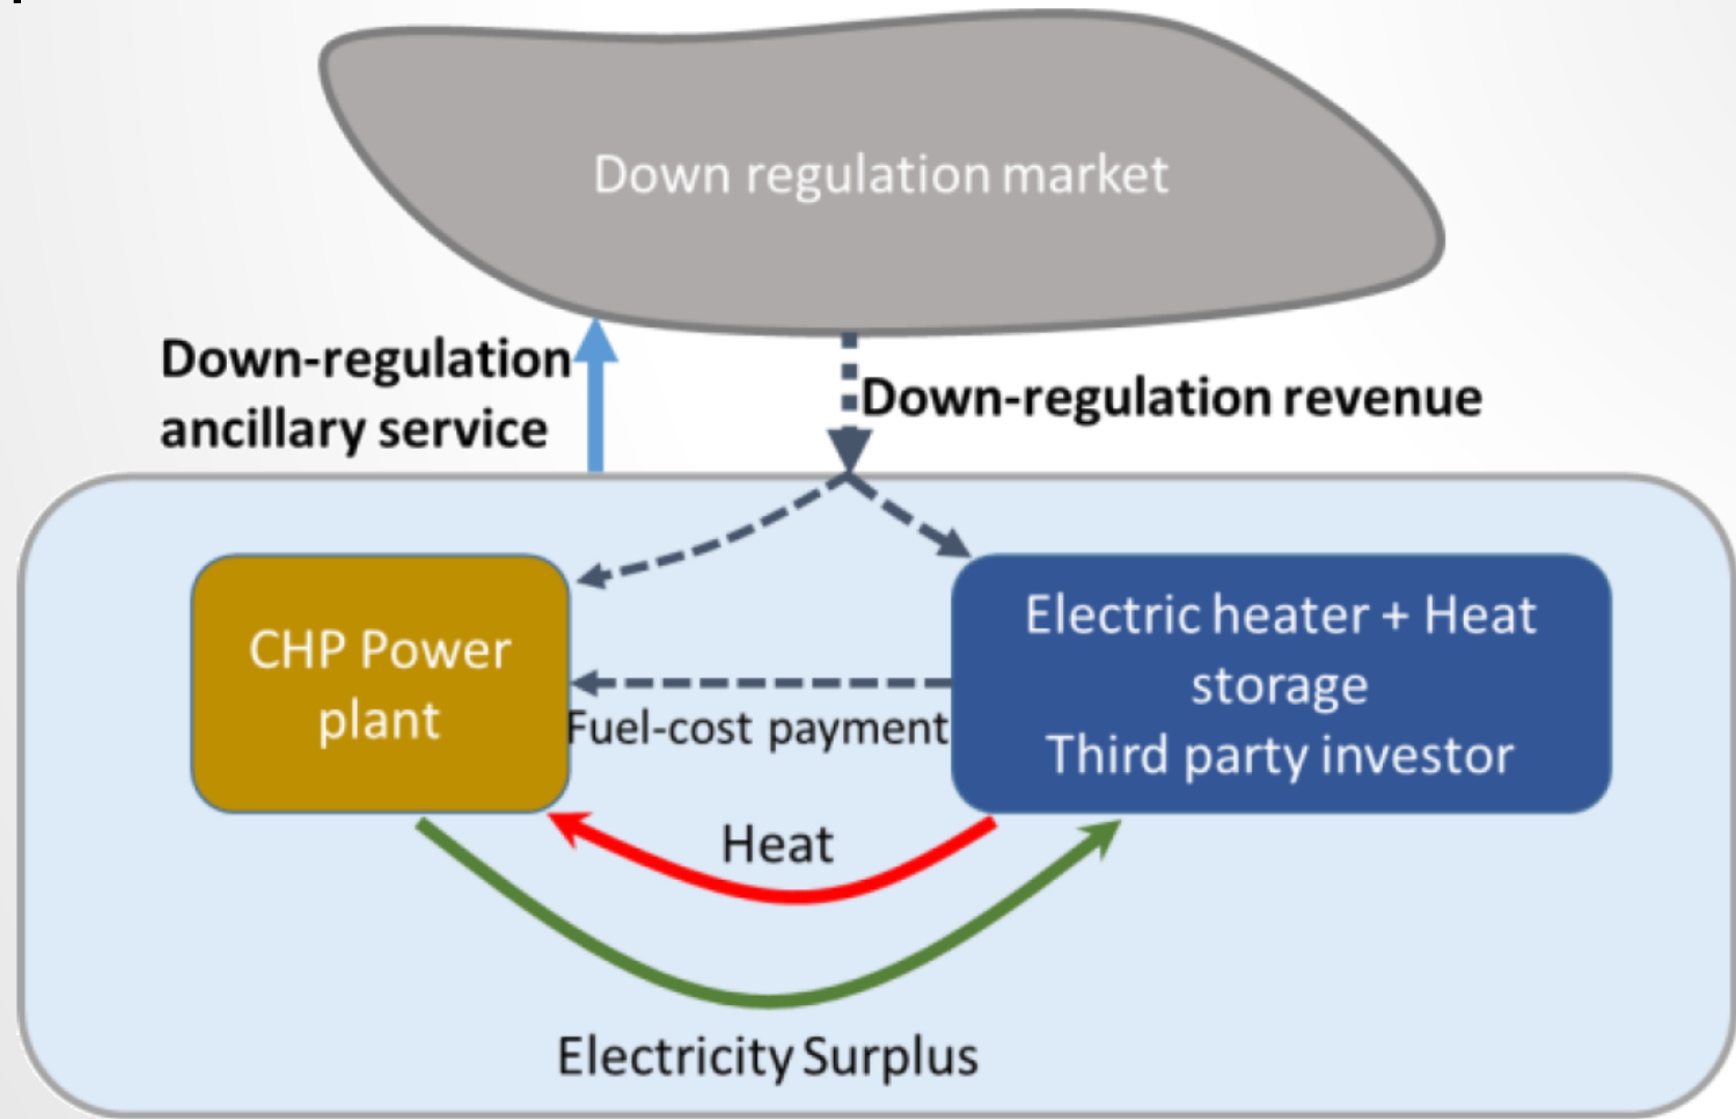 Down regulation market
Down-regulation
ancillary service
Down-regulation revenue
CHP Power
plant
Fuel-cost payment
Electric heater + Heat
storage
Third party investor
Heat
Electricity Surplus